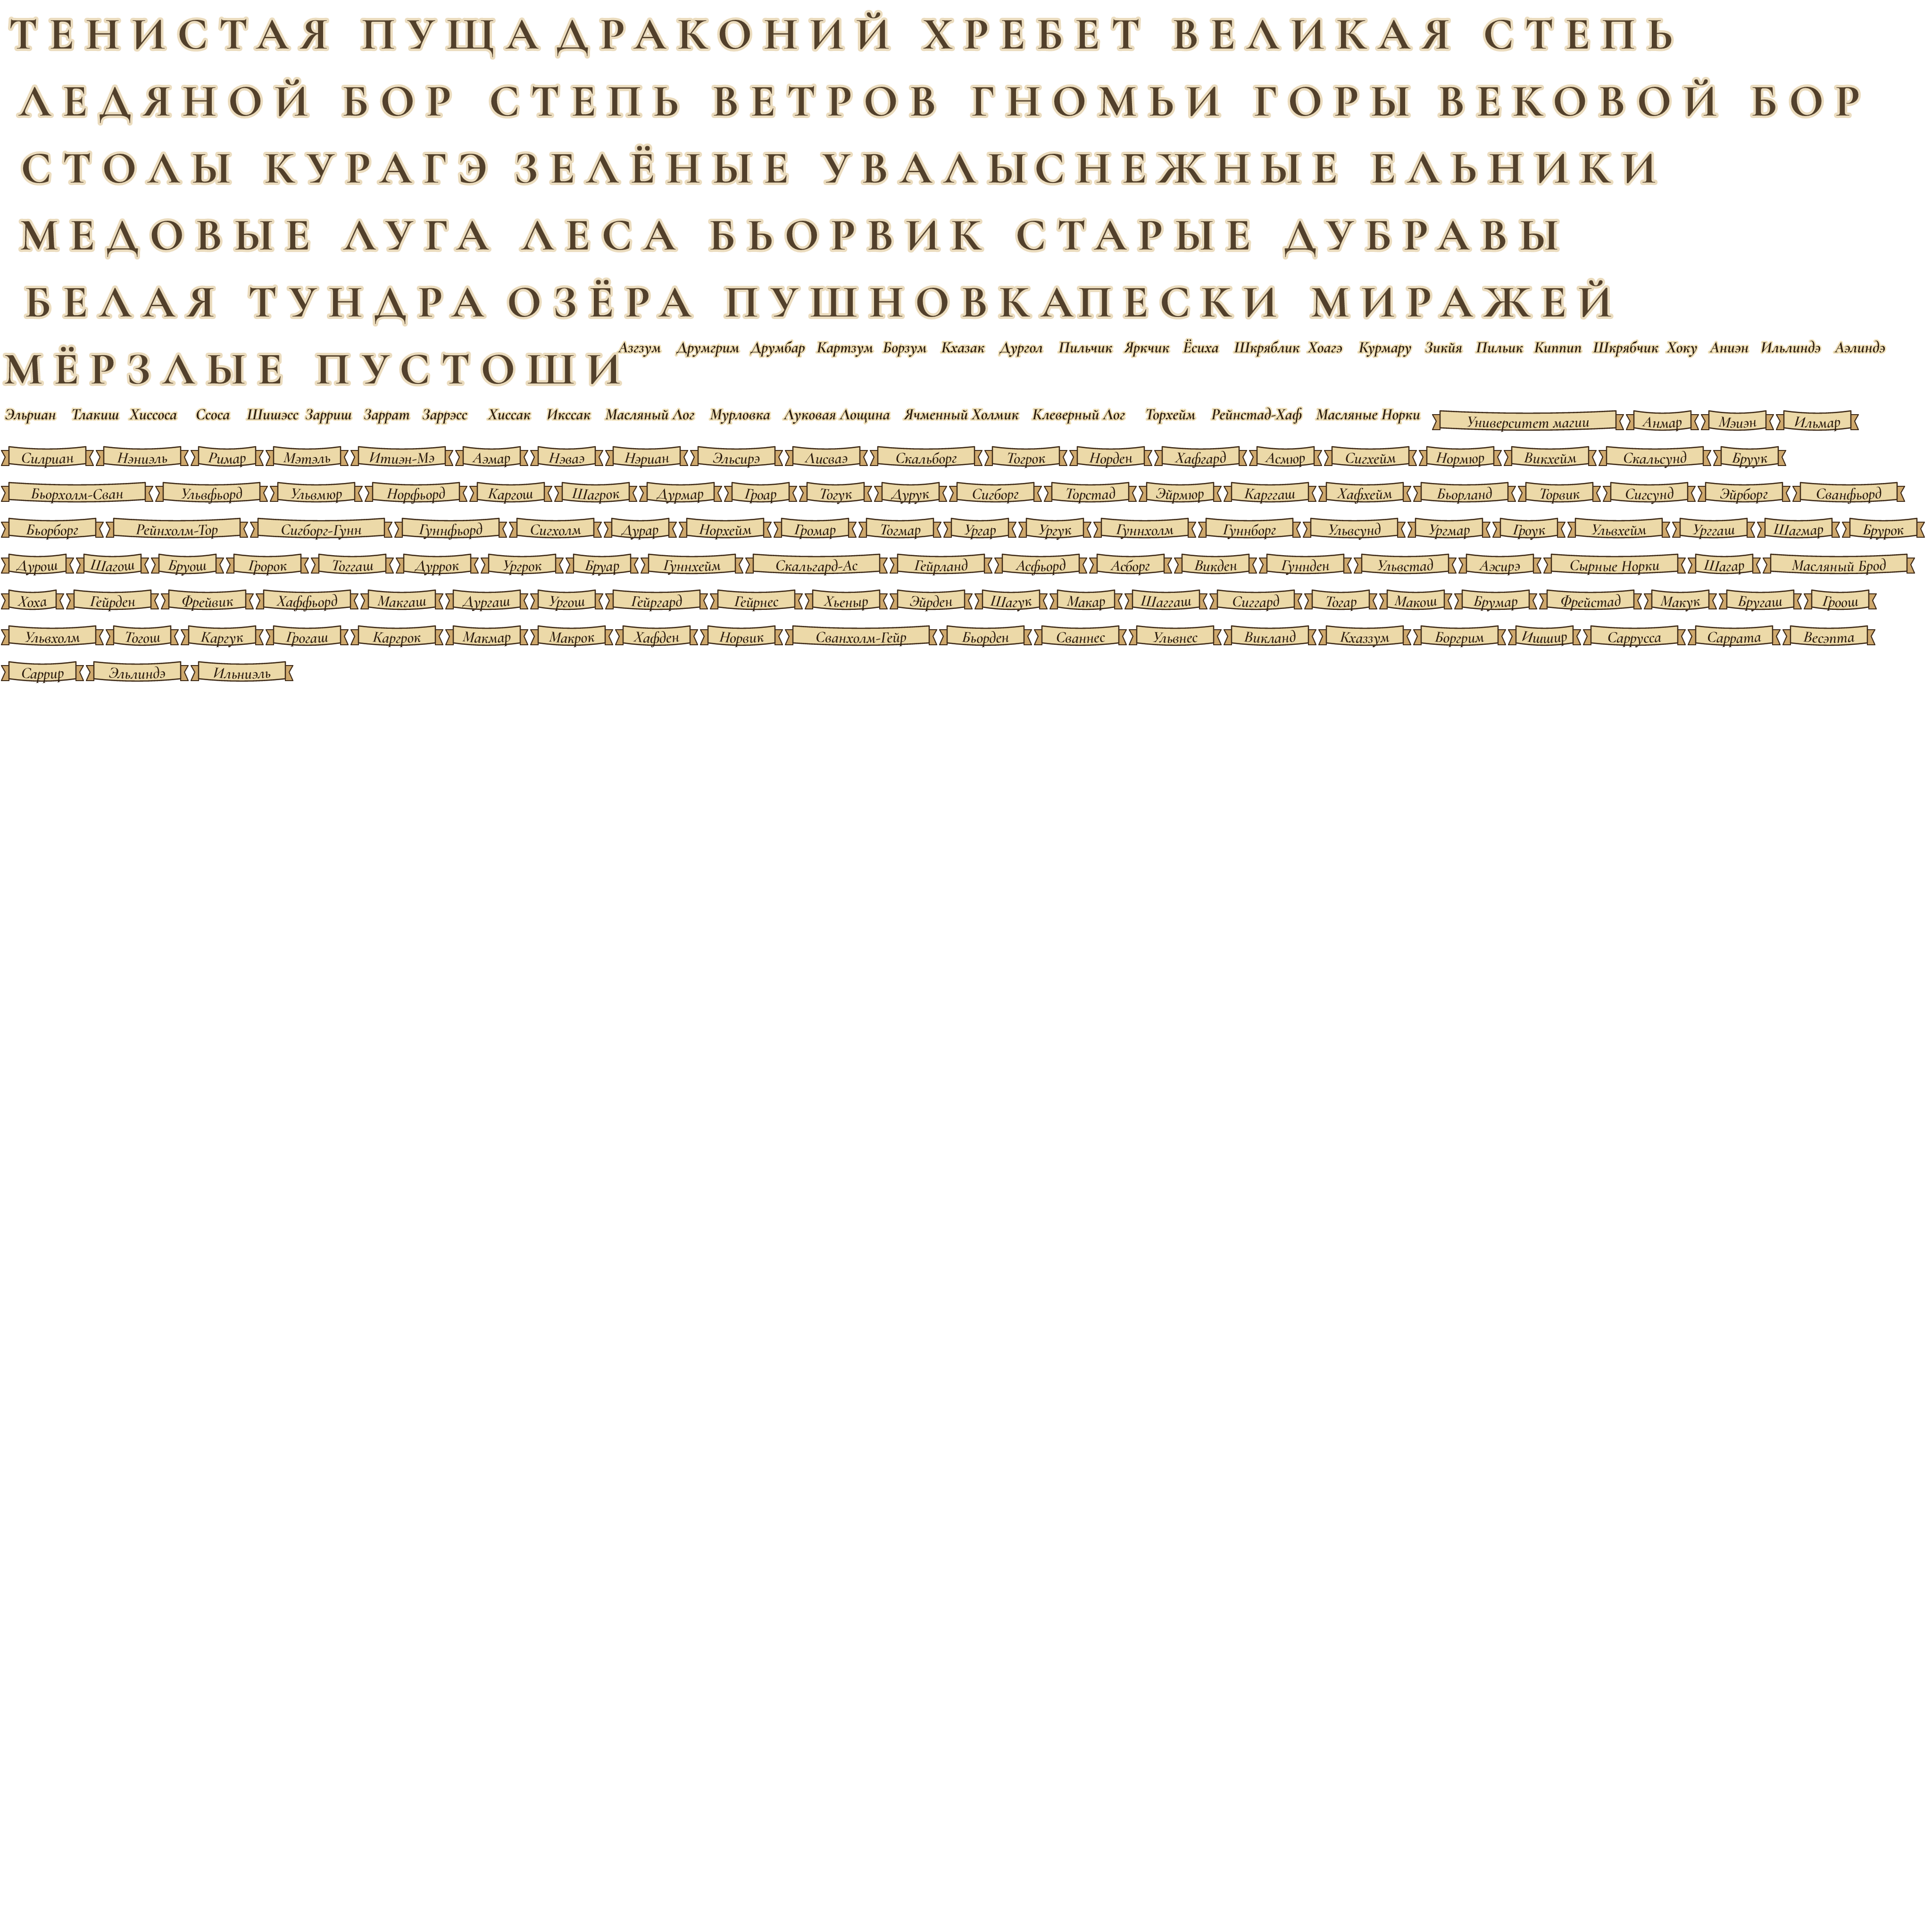 ТЕНИСТАЯ ПУЩА ДРАКОНИЙ ХРЕБЕТ ВЕЛИКАЯ СТЕПЬ
ЛЕДЯНОЙ БОР СТЕПЬ ВЕТРОВ ГНОМЬИ ГОРЫ ВЕКОВОЙ БОР
СТОЛЫ КУРАГЭ ЗЕЛЁНЫЕ УВАЛЫ СНЕЖНЫЕ ЕЛЬНИКИ
МЕДОВЫЕ ЛУГА ЛЕСА БЬОРВИК СТАРЫЕ ДУБРАВЫ
БЕЛАЯ ТУНДРА ОЗЁРА ПУШНОВКА ПЕСКИ МИРАЖЕЙ
МЁРЗЛЫЕ ПУСТОШИ Азгзум Друмгрим Друмбар Картзум Борзум Кхазак Дургол Пильчик Яркчик Ёсиха Шкряблик Хоагэ Курмару Зикйя Пильик Киппип Шкрябчик Хоку Аниэн Ильлиндэ Аэлиндэ
Эльриан Тлакиш Хиссоса Ссоса Шишэсс Зарриш Заррат Заррэсс Хиссак Икссак Масляный Лог Мурловка Луковая Лощина Ячменный Холмик Клеверный Лог Торхейм Рейнстад-Хаф Масляные Норки Университет магии Анмар Мэиэн Ильмар
Силриан Нэниэль Римар Мэтэль Итиэн-Мэ Аэмар Нэваэ Нэриан Эльсирэ Лисваэ Скальборг Тогрок Норден Хафгард Асмюр Сигхейм Нормюр Викхейм Скальсунд Бруук
Бьорхолм-Сван Ульвфьорд Ульвмюр Норфьорд Каргош Шагрок Дурмар Гроар Тогук Дурук Сигборг Торстад Эйрмюр Карггаш Хафхейм Бьорланд Торвик Сигсунд Эйрборг Сванфьорд
Бьорборг Рейнхолм-Тор Сигборг-Гунн Гуннфьорд Сигхолм Дурар Норхейм Громар Тогмар Ургар Ургук Гуннхолм Гуннборг Ульвсунд Ургмар Гроук Ульвхейм Урггаш Шагмар Брурок
Дурош Шагош Бруош Гророк Тоггаш Дуррок Ургрок Бруар Гуннхейм Скальгард-Ас Гейрланд Асфьорд Асборг Викден Гуннден Ульвстад Аэсирэ Сырные Норки Шагар Масляный Брод
Хоха Гейрден Фрейвик Хаффьорд Макгаш Дургаш Ургош Гейргард Гейрнес Хьеныр Эйрден Шагук Макар Шаггаш Сиггард Тогар Макош Брумар Фрейстад Макук Бругаш Гроош
Ульвхолм Тогош Каргук Грогаш Каргрок Макмар Макрок Хафден Норвик Сванхолм-Гейр Бьорден Сваннес Ульвнес Викланд Кхаззум Боргрим Ишшир Саррусса Саррата Весэпта
Саррир Эльлиндэ Ильниэль